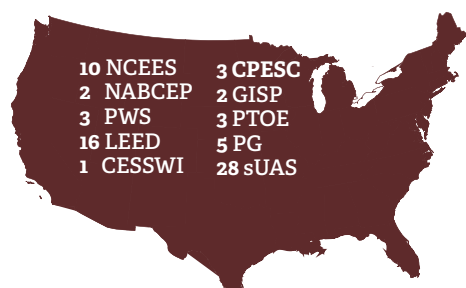 10 NCEES
2 NABCEP
3 PWS
16 LEED
1 CESSWI
3 CPESC
2 GISP
3 PTOE
5 PG
28 sUAS